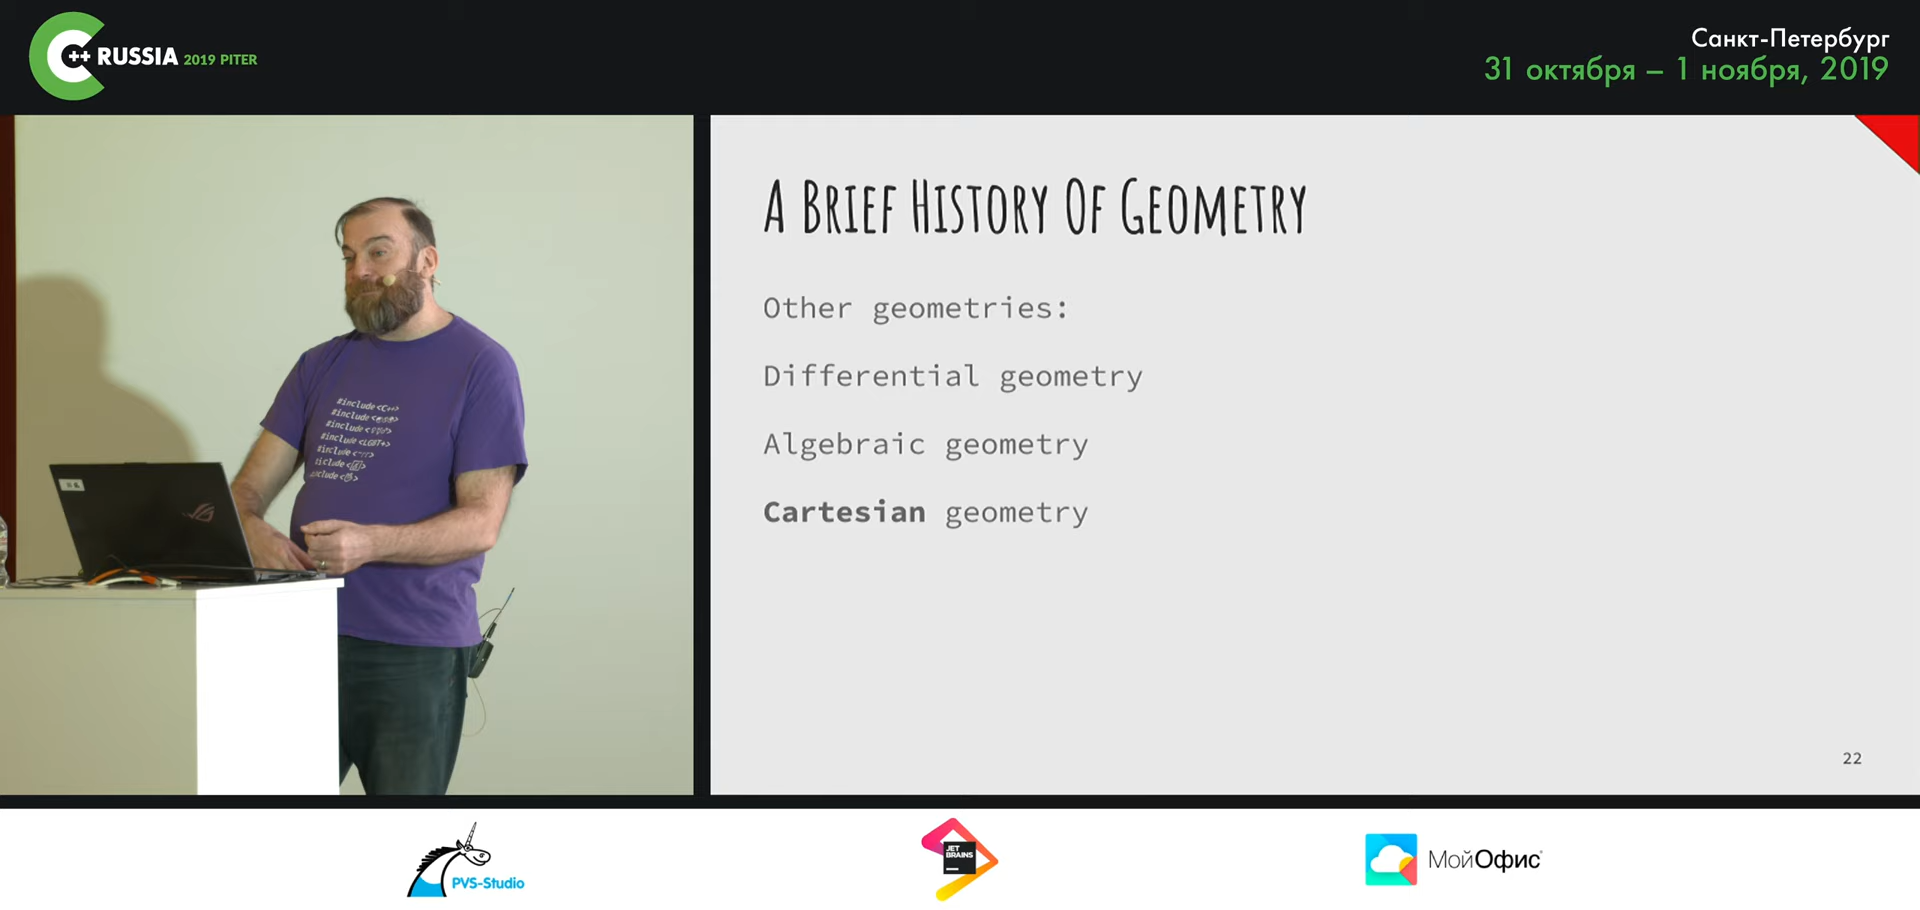 C++ RUSSIA 2019 PITER
Санкт-Петербург
31 октября – 1 ноября, 2019
#include <C++>
#include
#include
#include <LGBT+>
#include
A BRIEF HISTORY OF GEOMETRY
Other geometries:
Differential geometry
Algebraic geometry
Cartesian geometry
22
PVS-Studio
JET
BRAINS
МойОфис